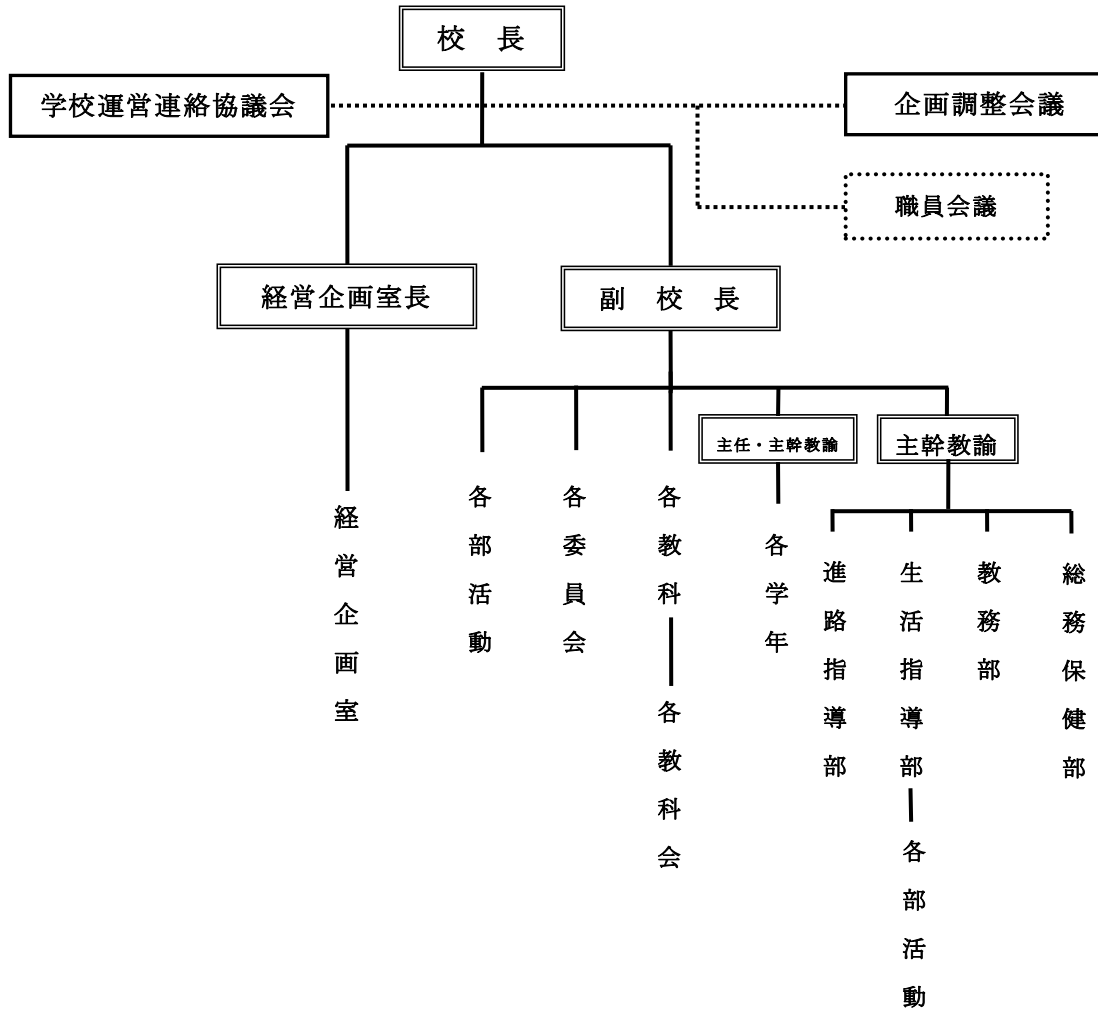 校 長
学校運営連絡協議会
企画調整会議
職員会議
経営企画室長
副 校 長
主任・主幹教諭
主幹教諭
経営企画室
各部活動
各委員会
各教科
各学年
進路指導部
生活指導部
教務部
総務保健部
各教科会
各部活動